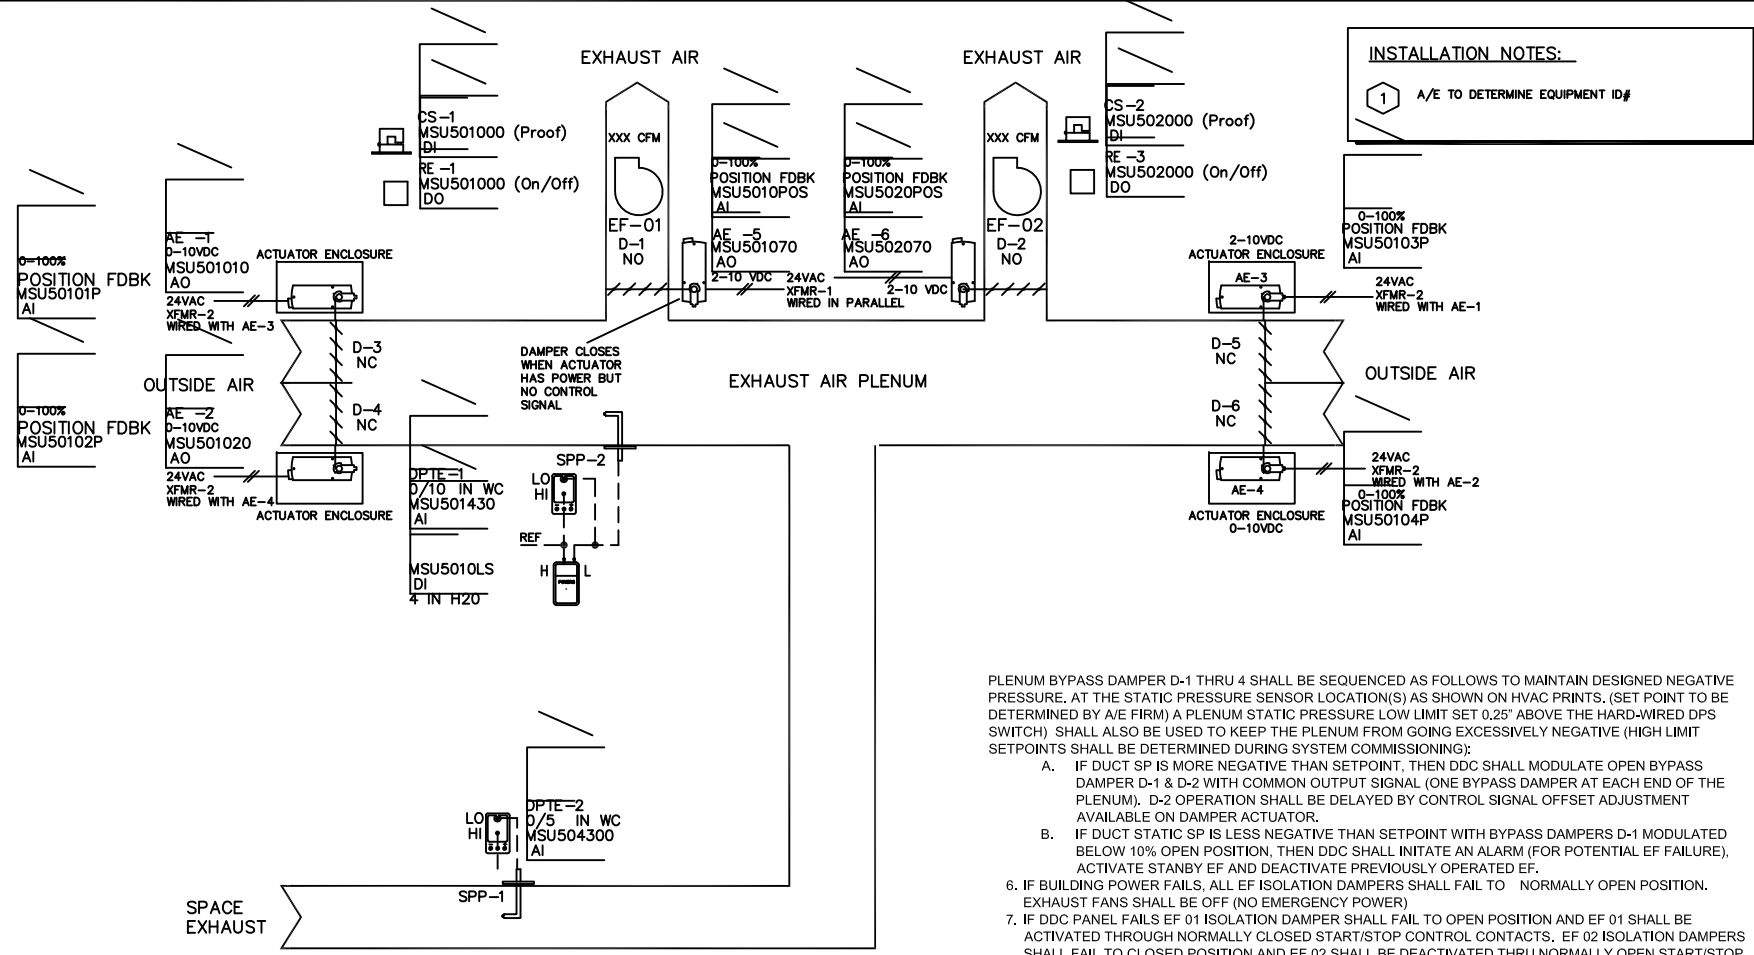 EXHAUST AIR
EXHAUST AIR
INSTALLATION NOTES:
1 A/E TO DETERMINE EQUIPMENT ID#
CS-1
MSU501000 (Proof)
DI
RE -1
MSU501000 (On/Off)
DO
XXX CFM
EF-01
D-1
NO
0-100%
POSITION FDBK
MSU5010POS
AI
AE -5
MSU501070
AO
2-10 VDC
0-100%
POSITION FDBK
MSU5020POS
AI
AE -6
MSU502070
AO
24VAC
XFMR-1
WIRED IN PARALLEL
2-10 VDC
XXX CFM
EF-02
D-2
NO
CS-2
MSU502000 (Proof)
DI
RE -3
MSU502000 (On/Off)
DO
0-100%
POSITION FDBK
MSU50101P
AI
AE -1
0-10VDC
MSU501010
AO
ACTUATOR ENCLOSURE
24VAC
XFMR-2
WIRED WITH AE-3
2-10VDC
ACTUATOR ENCLOSURE
AE-3
0-100%
POSITION FDBK
MSU50103P
AI
24VAC
XFMR-2
WIRED WITH AE-1
D-3
NC
OUTSIDE AIR
D-4
NC
DAMPER CLOSES
WHEN ACTUATOR
HAS POWER BUT
NO CONTROL
SIGNAL
EXHAUST AIR PLENUM
D-5
NC
OUTSIDE AIR
D-6
NC
0-100%
POSITION FDBK
MSU50102P
AI
AE -2
0-10VDC
MSU501020
AO
24VAC
XFMR-2
WIRED WITH AE-4
ACTUATOR ENCLOSURE
DPTE-1
0/10 IN WC
MSU501430
AI
MSU5010LS
DI
4 IN H20
SPP-2
LO
HI
REF
H L
AE-4
ACTUATOR ENCLOSURE
0-10VDC
24VAC
XFMR-2
WIRED WITH AE-2
0-100%
POSITION FDBK
MSU50104P
AI
PLENUM BYPASS DAMPER D-1 THRU 4 SHALL BE SEQUENCED AS FOLLOWS TO MAINTAIN DESIGNED NEGATIVE
PRESSURE. AT THE STATIC PRESSURE SENSOR LOCATION(S) AS SHOWN ON HVAC PRINTS. (SET POINT TO BE
DETERMINED BY A/E FIRM) A PLENUM STATIC PRESSURE LOW LIMIT SET 0.25" ABOVE THE HARD-WIRED DPS
SWITCH) SHALL ALSO BE USED TO KEEP THE PLENUM FROM GOING EXCESSIVELY NEGATIVE (HIGH LIMIT
SETPOINTS SHALL BE DETERMINED DURING SYSTEM COMMISSIONING):
A. IF DUCT SP IS MORE NEGATIVE THAN SETPOINT, THEN DDC SHALL MODULATE OPEN BYPASS
DAMPER D-1 & D-2 WITH COMMON OUTPUT SIGNAL (ONE BYPASS DAMPER AT EACH END OF THE
PLENUM). D-2 OPERATION SHALL BE DELAYED BY CONTROL SIGNAL OFFSET ADJUSTMENT
AVAILABLE ON DAMPER ACTUATOR.
B. IF DUCT STATIC SP IS LESS NEGATIVE THAN SETPOINT WITH BYPASS DAMPERS D-1 MODULATED
BELOW 10% OPEN POSITION, THEN DDC SHALL INITATE AN ALARM (FOR POTENTIAL EF FAILURE),
ACTIVATE STANBY EF AND DEACTIVATE PREVIOUSLY OPERATED EF.
6. IF BUILDING POWER FAILS, ALL EF ISOLATION DAMPERS SHALL FAIL TO NORMALLY OPEN POSITION.
EXHAUST FANS SHALL BE OFF (NO EMERGENCY POWER)
7. IF DDC PANEL FAILS EF 01 ISOLATION DAMPER SHALL FAIL TO OPEN POSITION AND EF 01 SHALL BE
ACTIVATED THROUGH NORMALLY CLOSED START/STOP CONTROL CONTACTS. EF 02 ISOLATION DAMPERS
SHALL FAIL TO CLOSED POSITION AND EF 02 SHALL BE DEACTIVATED THRU NORMALLY OPEN START/STOP
DPTE-2
0/5 IN WC
MSU504300
AI
LO
HI
SPP-1
SPACE
EXHAUST